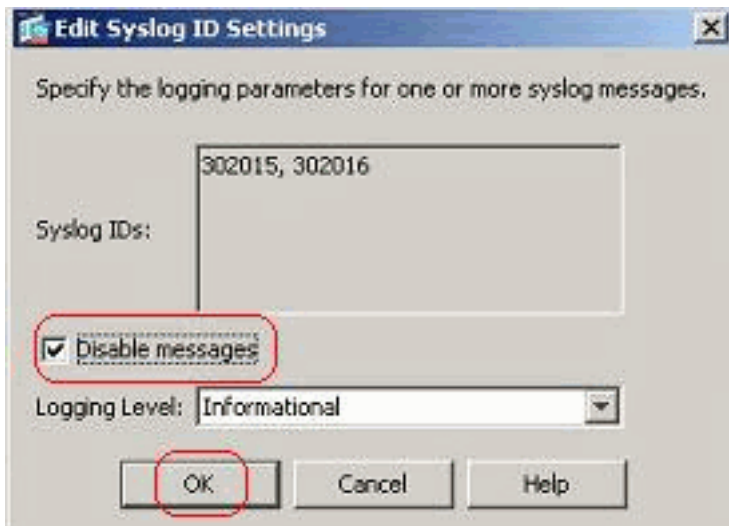 Edit Syslog ID Settings
Specify the logging parameters for one or more syslog messages.
302015, 302016
Syslog IDs:
Disable messages
Logging Level: Informational
OK Cancel Help